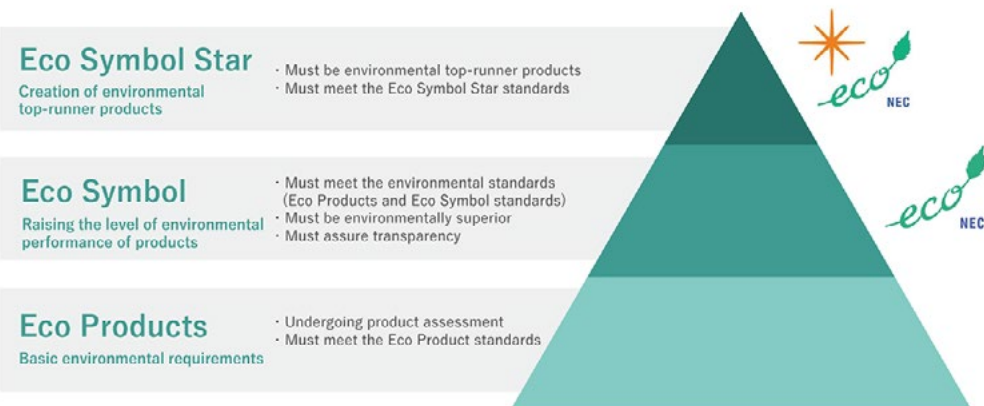 Eco Symbol Star
Creation of environmental
top-runner products
· Must be environmental top-runner products
· Must meet the Eco Symbol Star standards
eco
NEC
Eco Symbol
Raising the level of environmental
performance of products
· Must meet the environmental standards
(Eco Products and Eco Symbol standards)
· Must be environmentally superior
· Must assure transparency
eco
NEC
Eco Products
Basic environmental requirements
· Undergoing product assessment
· Must meet the Eco Product standards